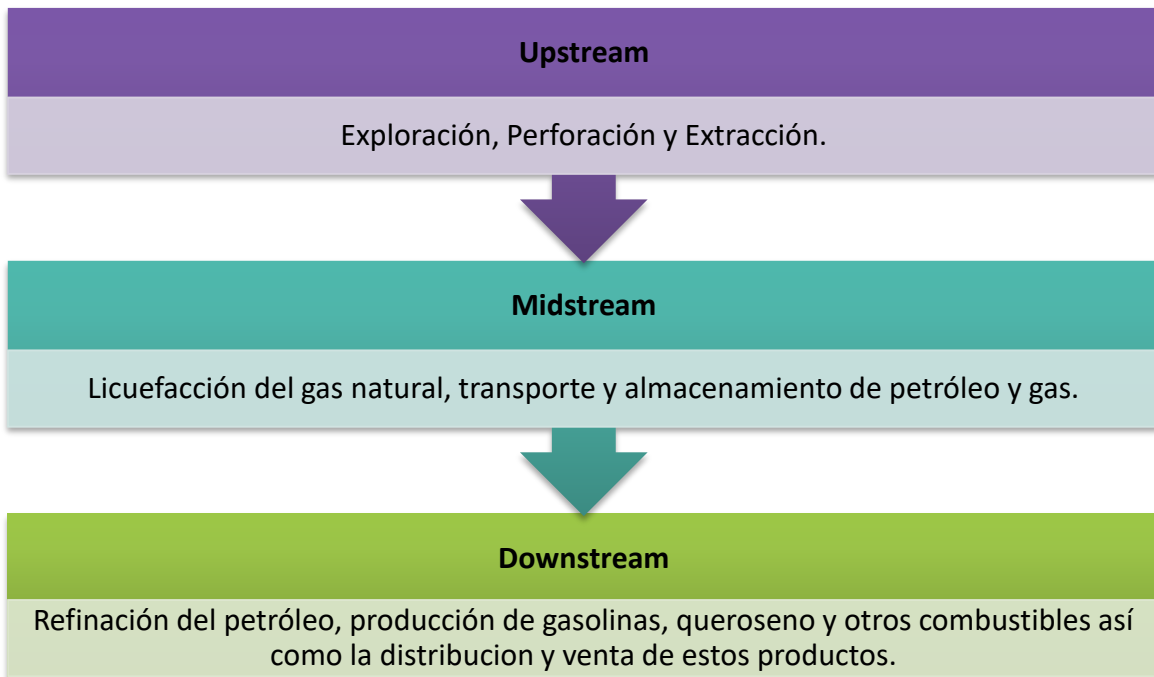 Upstream
Exploración, Perforación y Extracción.
Midstream
Licuefacción del gas natural, transporte y almacenamiento de petróleo y gas.
Downstream
Refinación del petróleo, producción de gasolinas, queroseno y otros combustibles así
como la distribucion y venta de estos productos.